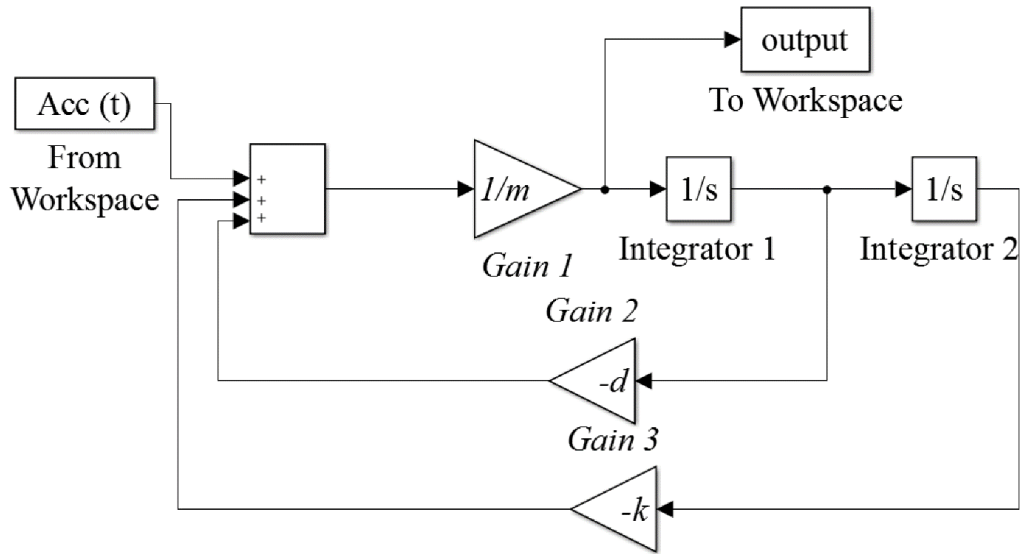 output
To Workspace
Acc (t)
From
Workspace
+
+
+
1/m
Gain 1
1/s
Integrator 1
1/s
Integrator 2
Gain 2
-d
Gain 3
-k